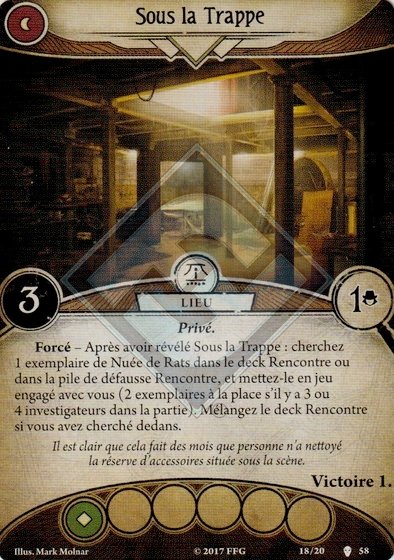 Sous la Trappe
3
LIEU
1
Privé.
Forcé – Après avoir révélé Sous la Trappe : cherchez
1 exemplaire de Nuée de Rats dans le deck Rencontre ou
dans la pile de défausse Rencontre, et mettez-le en jeu
engagé avec vous (2 exemplaires à la place s'il y a 3 ou
4 investigateurs dans la partie). Mélangez le deck Rencontre
si vous avez cherché dedans.
Il est clair que cela fait des mois que personne n'a nettoyé
la réserve d'accessoires située sous la scène.
Victoire 1.
Illus. Mark Molnar © 2017 FFG 18/20 58